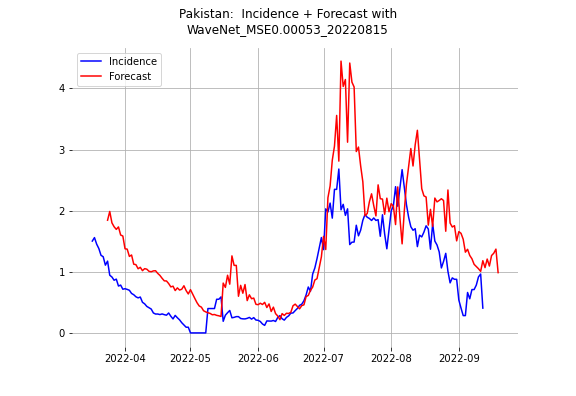 Pakistan:  Incidence + Forecast with
WaveNet_MSE0.00053_20220815
Incidence
Forecast
4
3
2
1
0
2022-04
2022-05
2022-06
2022-07
2022-08
2022-09